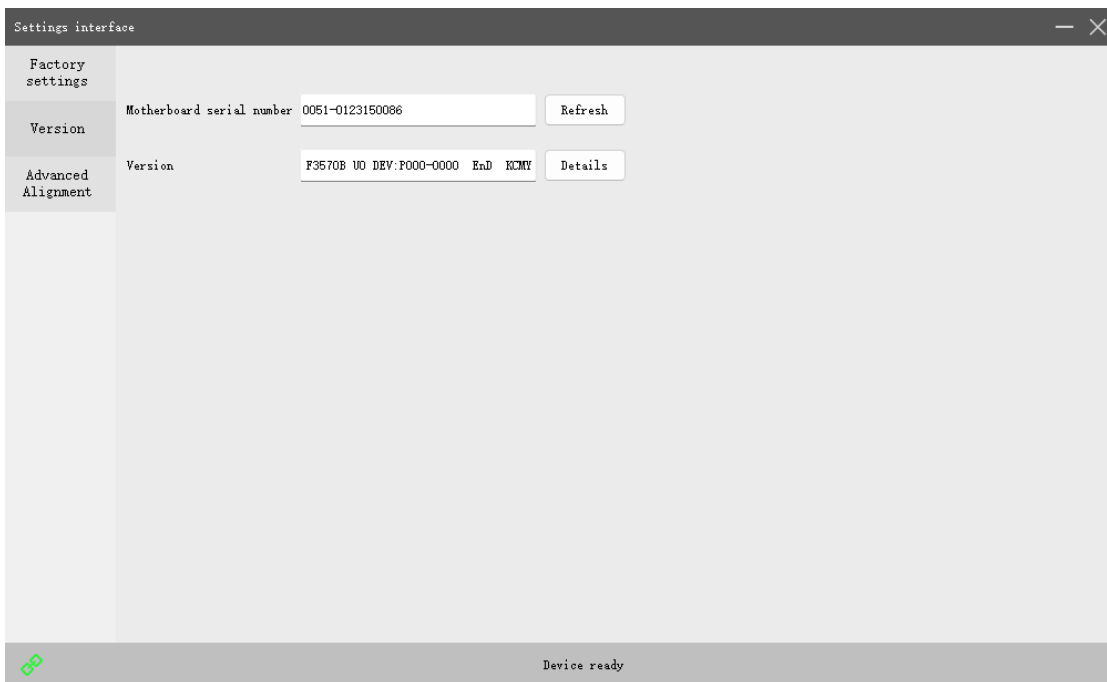 Settings interface
Factory
settings
Motherboard serial number 0051-0123150086 Refresh
Version
Version F3570B UO DEV:P000-0000 EnD KCMY Details
Advanced
Alignment
Device ready